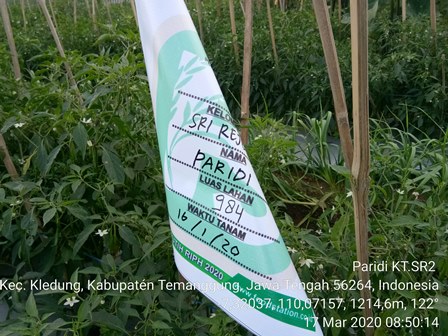 KELO
SRI RE
NAMA
PARIDI
LUAS LAHAN
984
WAKTU TANAM
16/1/20
RIPH 2020
Paridi KT.SR2
Kec. Kledung, Kabupaten Temanggung, Jawa Tengah 56264, Indonesia
110,07157, 1214,6m, 122°
17 Mar 2020 08:50:14